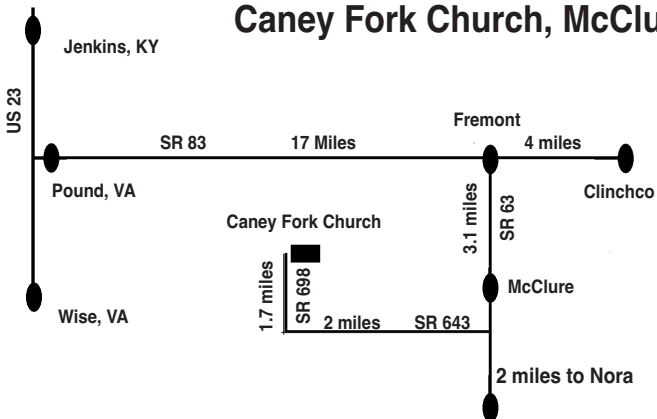 Caney Fork Church,
Jenkins, KY
US 23
Fremont
SR 83 17 Miles 4 miles
Pound, VA
Clinchco
3.1 miles
SR 63
Caney Fork Church
1.7 miles
SR 698
McClure
Wise, VA
2 miles SR 643
2 miles to Nora